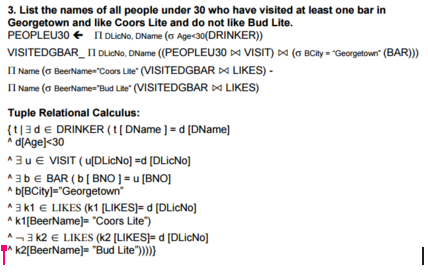 3. List the names of all people under 30 who have visited at least one bar in
Georgetown and like Coors Lite and do not like Bud Lite.
PEOPLEU30 ← Π DLicNo, DName (σ Age<30(DRINKER))
VISITEDGBAR_ Π DLicNo, DName ((PEOPLEU30 ⋈ VISIT) ⋈ (σ BCity = "Georgetown" (BAR)))
Π Name (σ BeerName="Coors Lite" (VISITEDGBAR ⋈ LIKES) -
Π Name (σ BeerName="Bud Lite" (VISITEDGBAR ⋈ LIKES)
Tuple Relational Calculus:
{ t | ∃ d ∈ DRINKER ( t [ DName ] = d [DName]
^ d[Age]<30
^ ∃ u ∈ VISIT ( u[DLicNo] =d [DLicNo]
^ ∃ b ∈ BAR ( b [ BNO ] = u [BNO]
^ b[BCity]="Georgetown"
^ ∃ k1 ∈ LIKES (k1 [LIKES]= d [DLicNo]
^ k1[BeerName]= "Coors Lite")
^ ¬ ∃ k2 ∈ LIKES (k2 [LIKES]= d [DLicNo]
^ k2[BeerName]= "Bud Lite"))))}